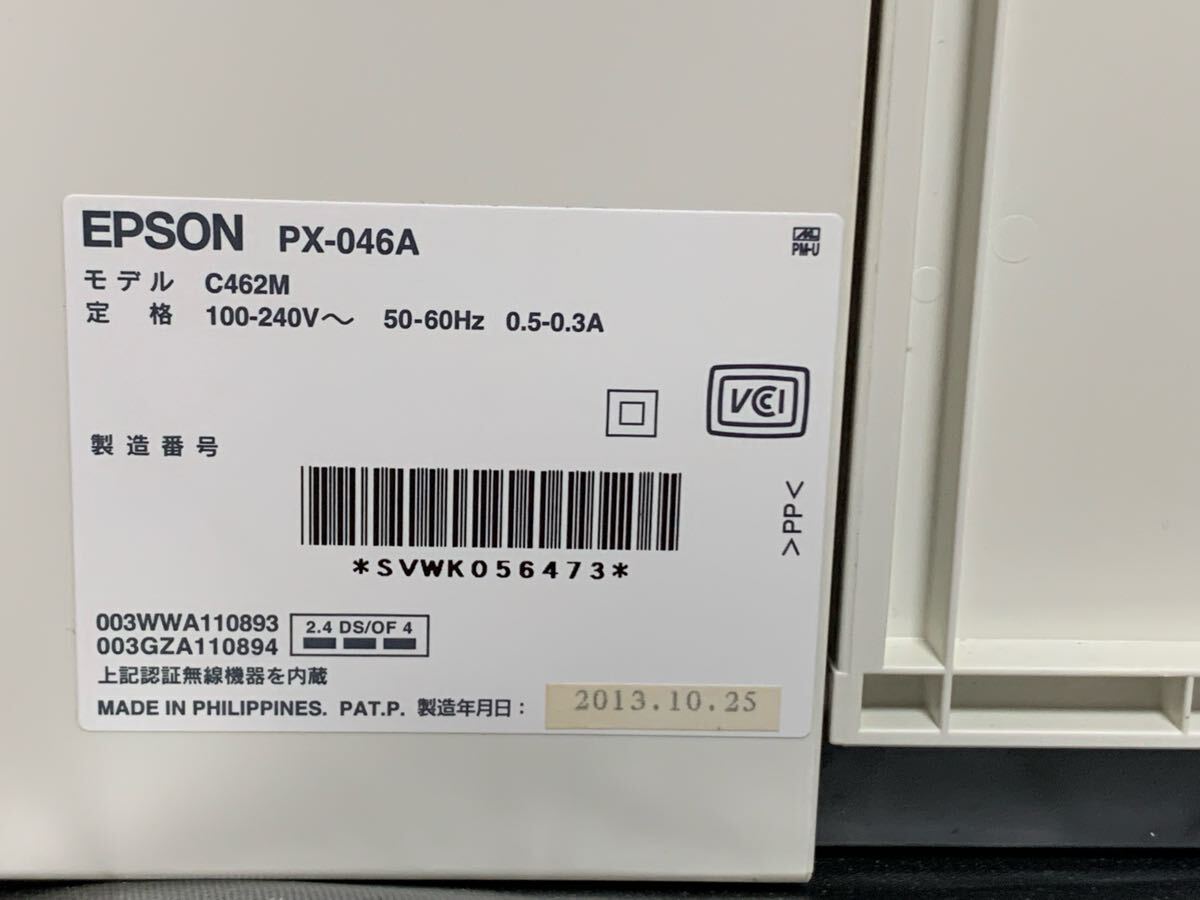 EPSON PX-046A
PM-U
モデル C462M
定格 100-240V～ 50-60Hz 0.5-0.3A
VCCI
製造番号
>PP<
*SVWK056473*
003WWA110893
003GZA110894
2.4 DS/OF 4
上記認証無線機器を内蔵
MADE IN PHILIPPINES. PAT.P. 製造年月日： 2013.10.25